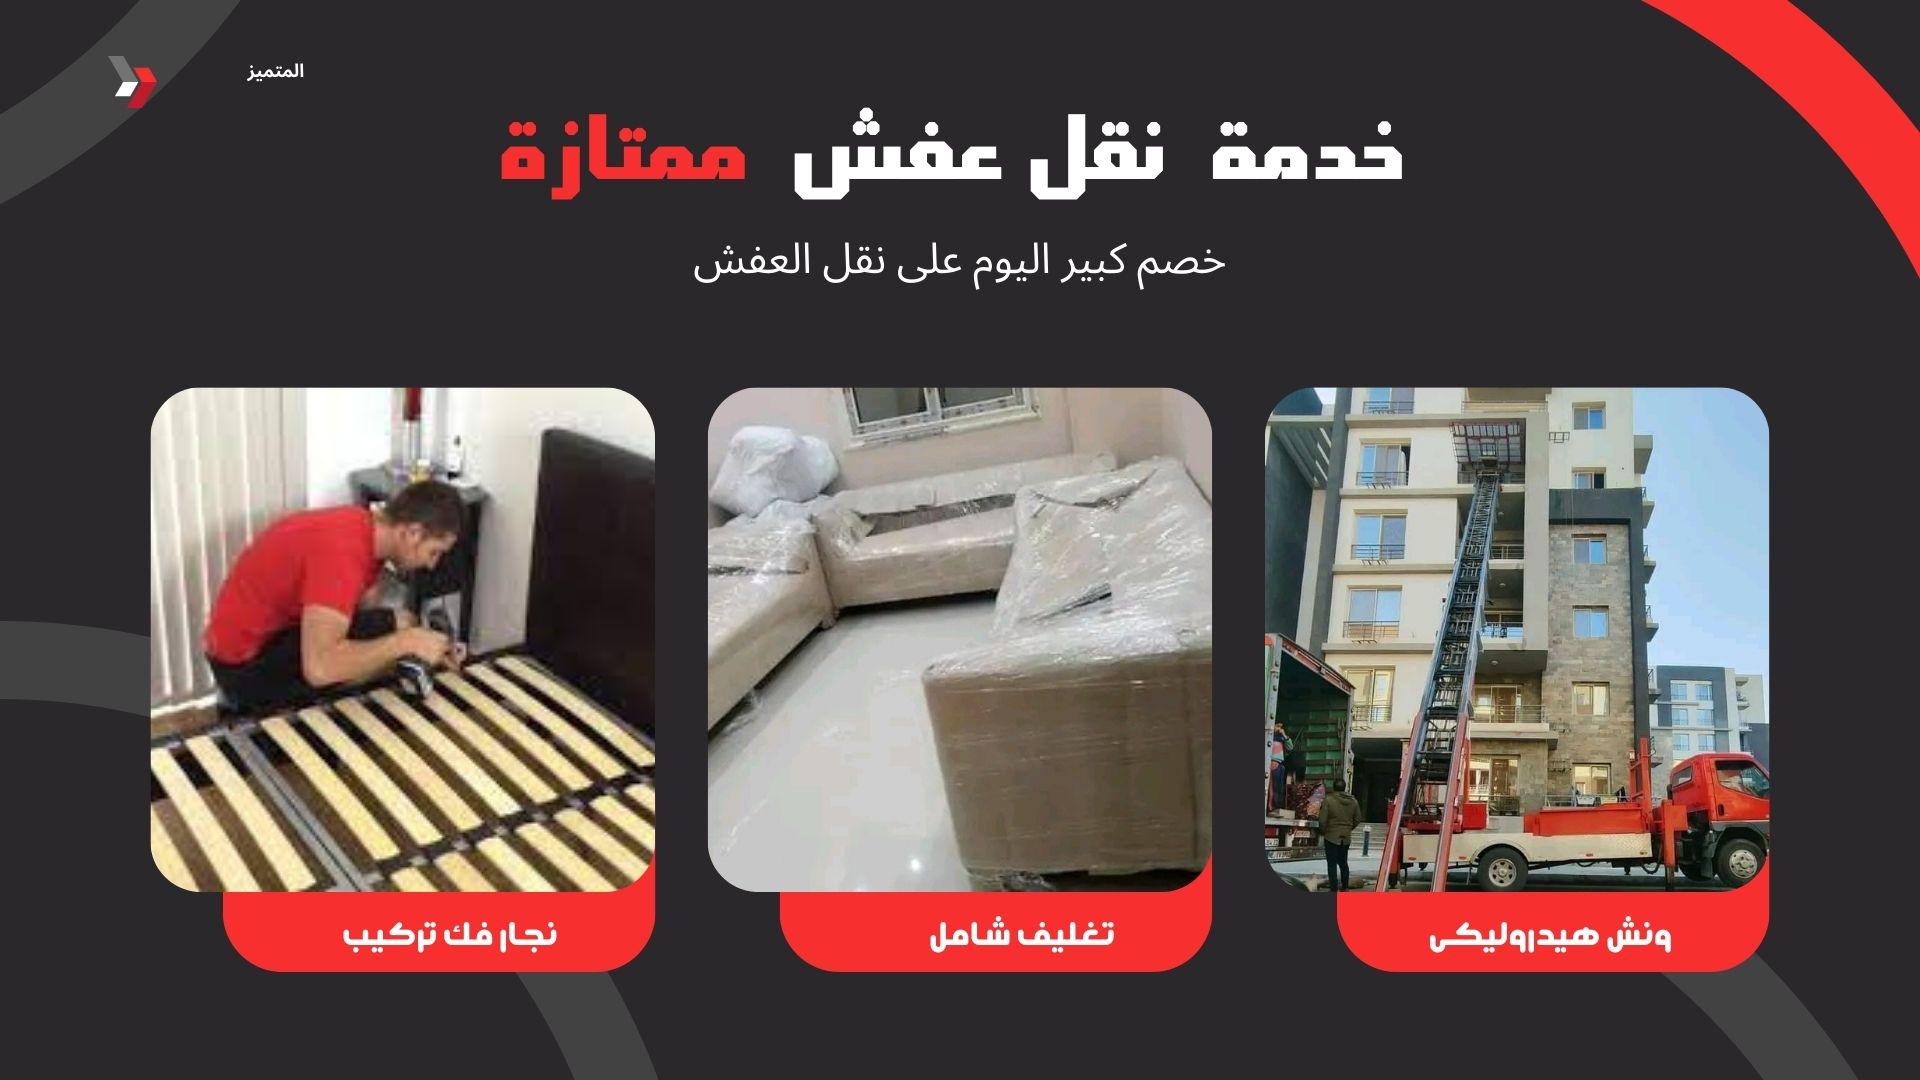 المتميز
خدمة نقل عفش ممتازة
خصم كبير اليوم على نقل العفش
ونش هيدروليكى
تغليف شامل
نجار فك تركيب